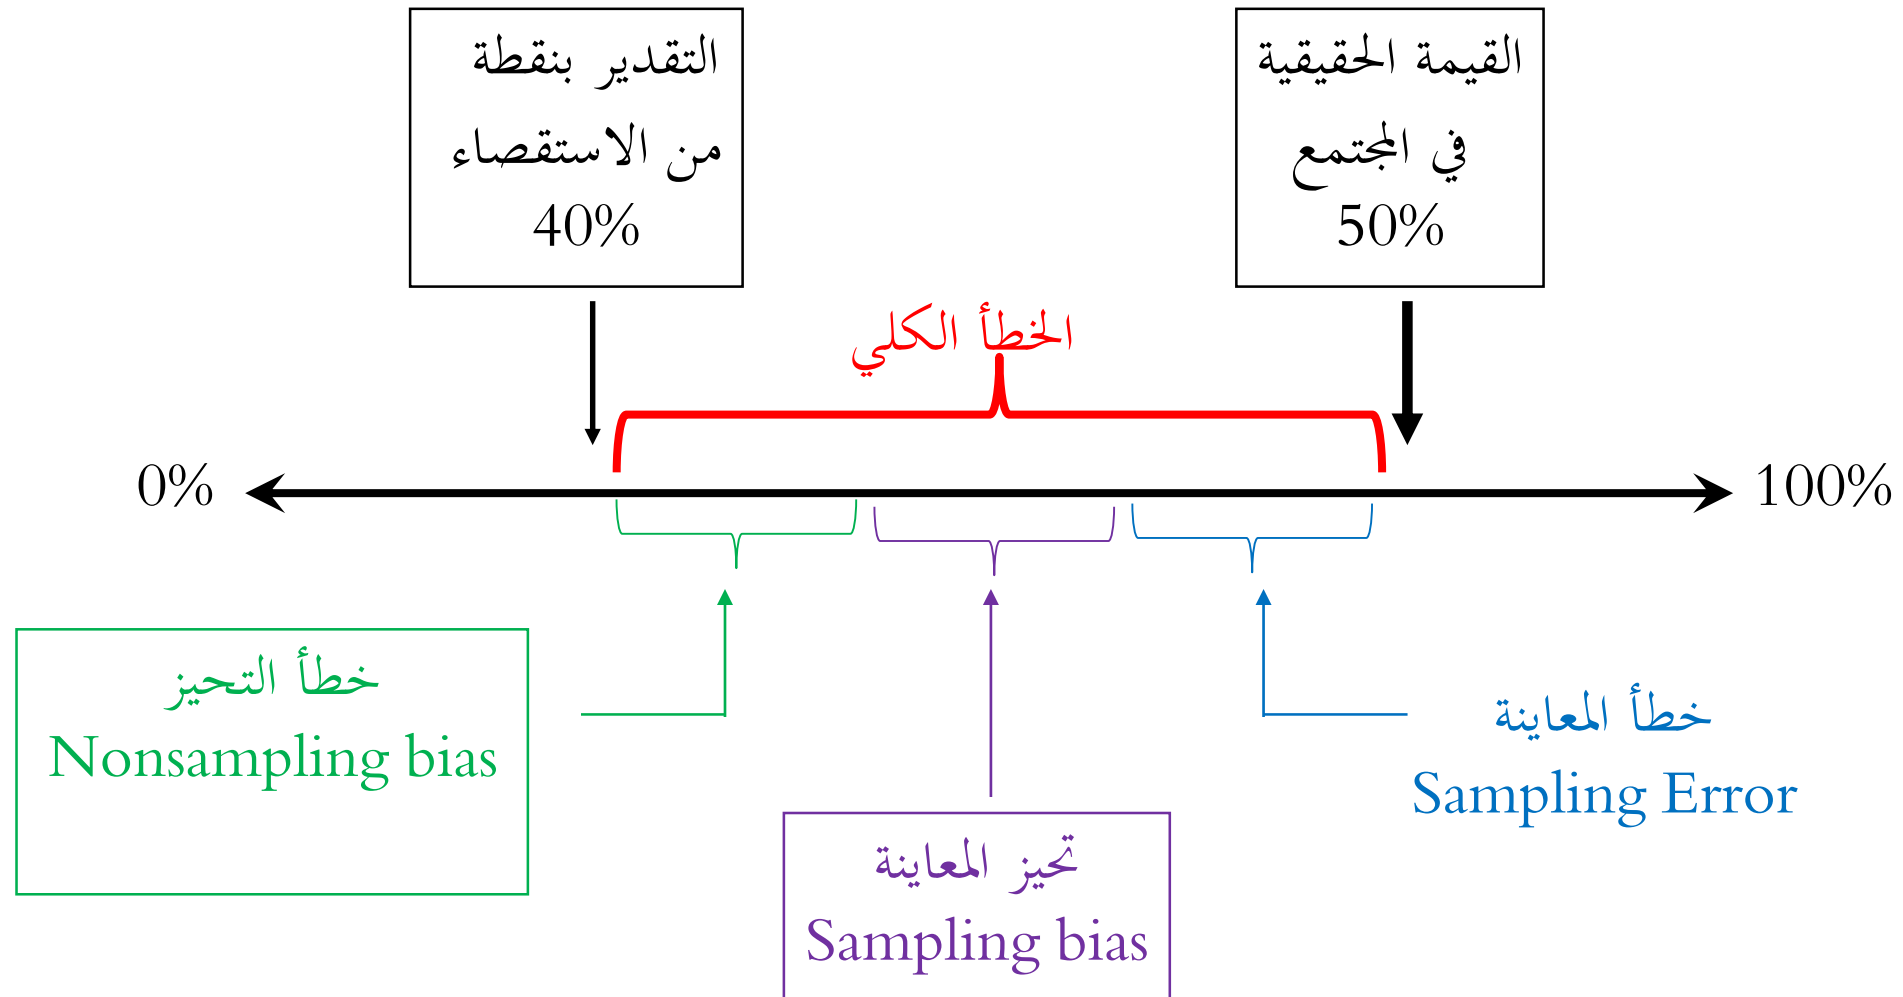 القيمة الحقيقية
في المجتمع
50%
التقدير بنقطة
من الاستقصاء
40%
الخطأ الكلي
0%
100%
خطأ المعاينة
Sampling Error
تحيز المعاينة
Sampling bias
خطأ التحيز
Nonsampling bias